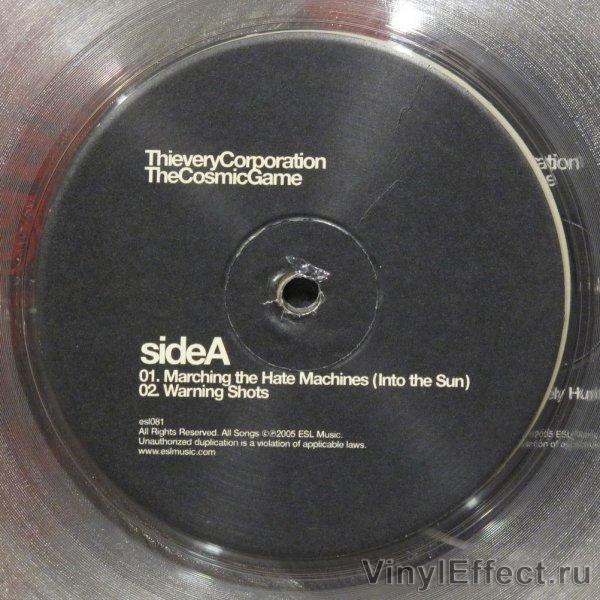 ThieveryCorporation
TheCosmicGame
sideA
01. Marching the Hate Machines (Into the Sun)
02. Warning Shots
esl081
All Rights Reserved. All Songs ©℗2005 ESL Music.
Unauthorized duplication is a violation of applicable laws.
www.eslmusic.com
VinylEffect.ru